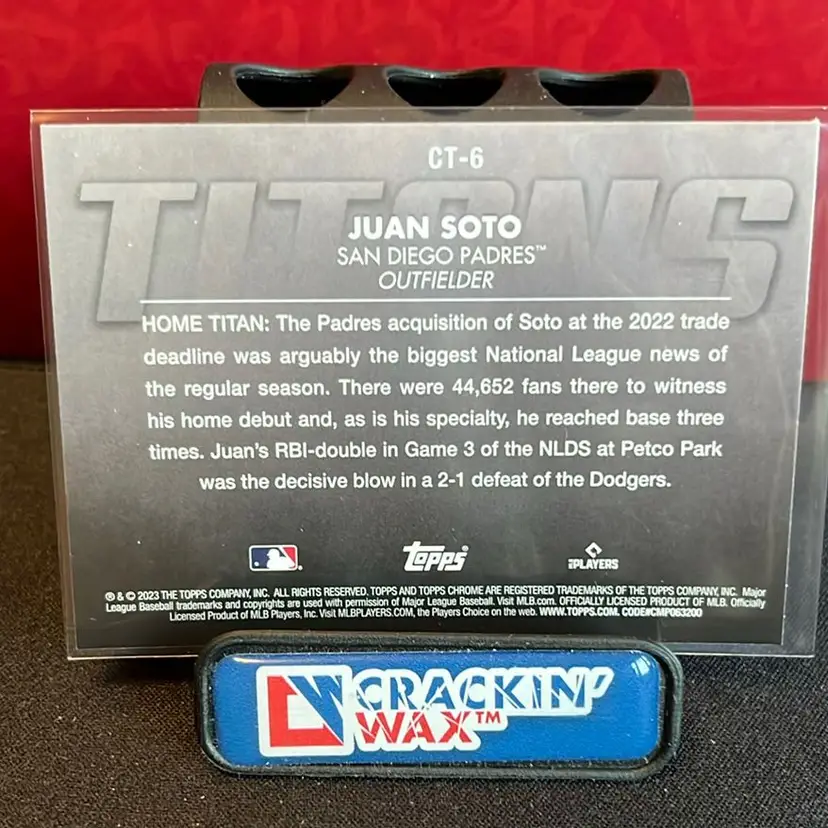 CT-6
TITANS
JUAN SOTO
SAN DIEGO PADRES™
OUTFIELDER
HOME TITAN: The Padres acquisition of Soto at the 2022 trade
deadline was arguably the biggest National League news of
the regular season. There were 44,652 fans there to witness
his home debut and, as is his specialty, he reached base three
times. Juan's RBI-double in Game 3 of the NLDS at Petco Park
was the decisive blow in a 2-1 defeat of the Dodgers.
topps®
MLBPLAYERS
® & © 2023 THE TOPPS COMPANY, INC. ALL RIGHTS RESERVED. TOPPS AND TOPPS CHROME ARE REGISTERED TRADEMARKS OF THE TOPPS COMPANY, INC. Major
League Baseball trademarks and copyrights are used with permission of Major League Baseball. Visit MLB.com. OFFICIALLY LICENSED PRODUCT OF MLB. Officially
Licensed Product of MLB Players, Inc. Visit MLBPLAYERS.COM, the Players Choice on the web. WWW.TOPPS.COM. CODE#CMP063200
CW CRACKIN'
WAX™